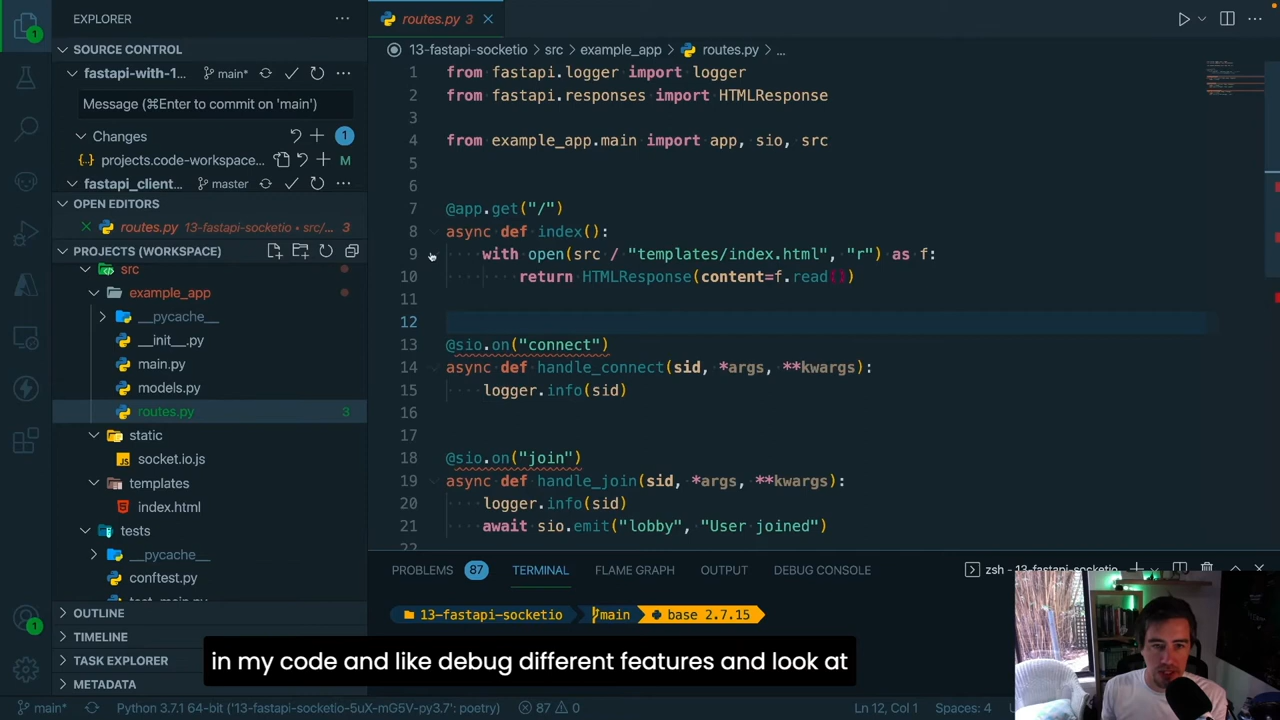 EXPLORER
SOURCE CONTROL
fastapi-with-1...
main*
Message (⌘Enter to commit on 'main')
Changes
1
projects.code-workspace...
M
fastapi_client...
master
OPEN EDITORS
routes.py 13-fastapi-socketio • src/... 3
PROJECTS (WORKSPACE)
src
example_app
__pycache__
__init__.py
main.py
models.py
routes.py 3
static
socket.io.js
templates
index.html
tests
__pycache__
conftest.py
test_main.py
OUTLINE
TIMELINE
TASK EXPLORER
METADATA
1
1
routes.py 3
13-fastapi-socketio > src > example_app > routes.py > ...
1 from fastapi.logger import logger
2 from fastapi.responses import HTMLResponse
3
4 from example_app.main import app, sio, src
5
6
7 @app.get("/")
8 async def index():
9 with open(src / "templates/index.html", "r") as f:
10 return HTMLResponse(content=f.read())
11
12
13 @sio.on("connect")
14 async def handle_connect(sid, *args, **kwargs):
15 logger.info(sid)
16
17
18 @sio.on("join")
19 async def handle_join(sid, *args, **kwargs):
20 logger.info(sid)
21 await sio.emit("lobby", "User joined")
22
PROBLEMS 87 TERMINAL FLAME GRAPH OUTPUT DEBUG CONSOLE
zsh - 13-fastapi-socketio
13-fastapi-socketio main base 2.7.15
in my code and like debug different features and look at
main* Python 3.7.1 64-bit ('13-fastapi-socketio-5uX-mG5V-py3.7': poetry) 87 0 Ln 12, Col 1 Spaces: 4